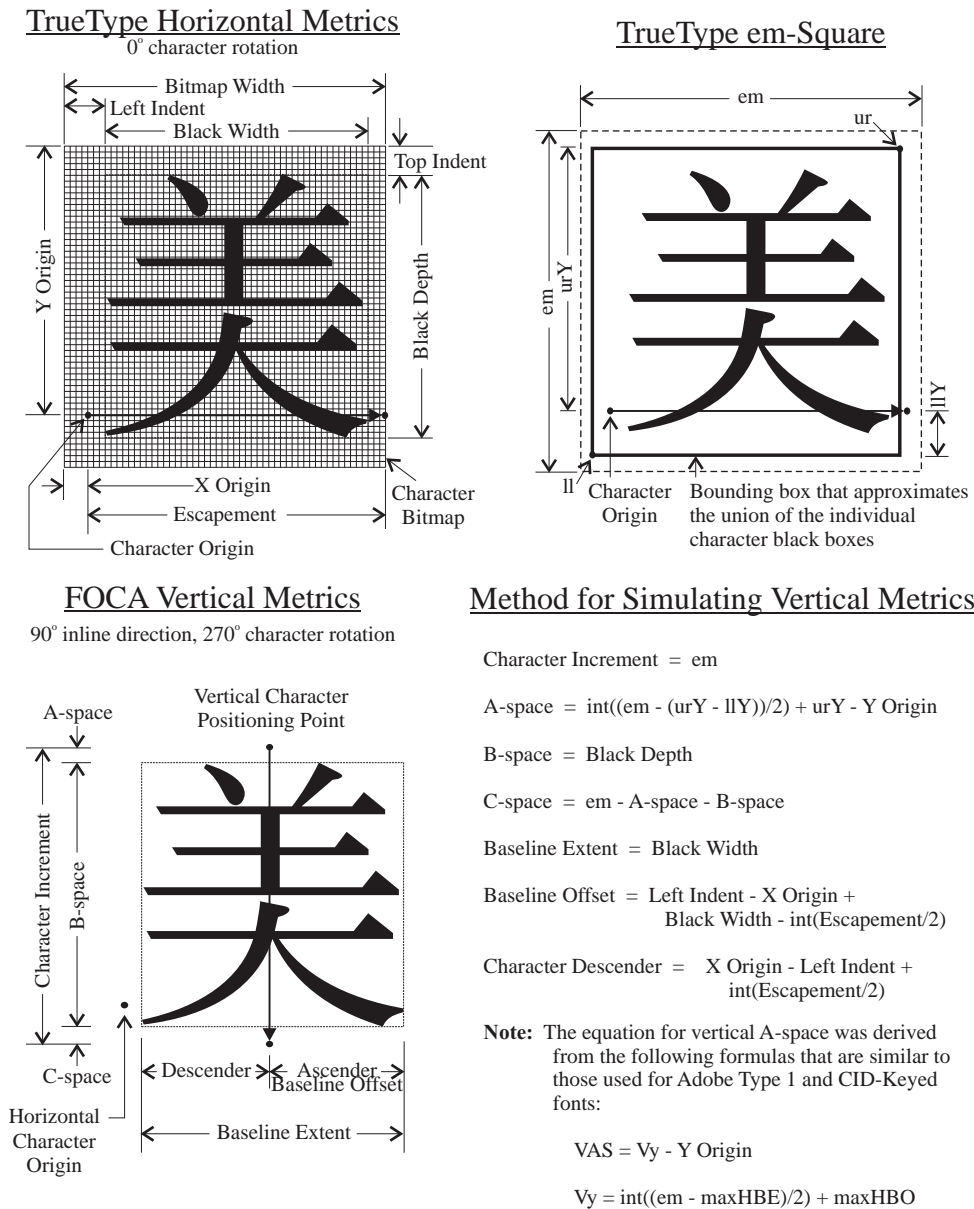 TrueType Horizontal Metrics
0° character rotation
Bitmap Width
Left Indent
Black Width
Top Indent
Y Origin
Black Depth
美
X Origin
Escapement
Character Origin
Character
Bitmap
TrueType em-Square
em
ur
em
urY
美
llY
ll
Character
Origin
Bounding box that approximates
the union of the individual
character black boxes
FOCA Vertical Metrics
90° inline direction, 270° character rotation
Vertical Character
Positioning Point
A-space
Character Increment
B-space
美
C-space
Descender
Ascender
Baseline Offset
Horizontal
Character
Origin
Baseline Extent
Method for Simulating Vertical Metrics
Character Increment = em
A-space = int((em - (urY - llY))/2) + urY - Y Origin
B-space = Black Depth
C-space = em - A-space - B-space
Baseline Extent = Black Width
Baseline Offset = Left Indent - X Origin +
Black Width - int(Escapement/2)
Character Descender = X Origin - Left Indent +
int(Escapement/2)
Note: The equation for vertical A-space was derived
from the following formulas that are similar to
those used for Adobe Type 1 and CID-Keyed
fonts:
VAS = Vy - Y Origin
Vy = int((em - maxHBE)/2) + maxHBO